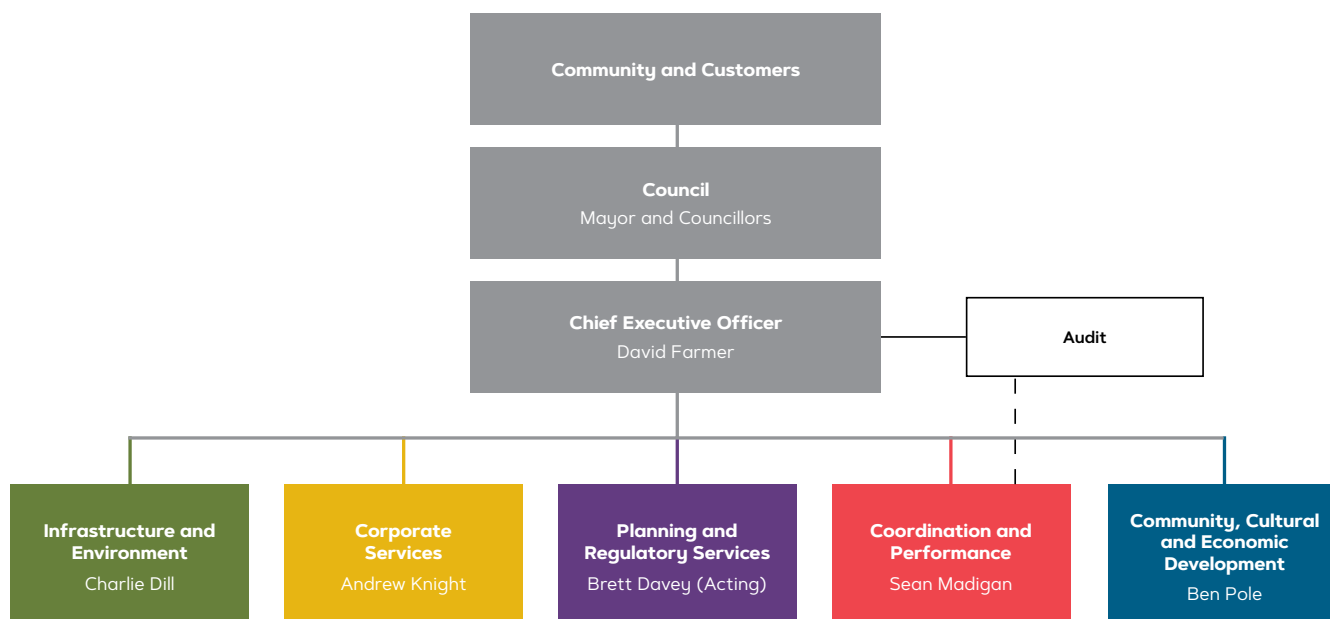 Community and Customers
Council
Mayor and Councillors
Chief Executive Officer
David Farmer
Audit
Infrastructure and
Environment
Charlie Dill
Corporate
Services
Andrew Knight
Planning and
Regulatory Services
Brett Davey (Acting)
Coordination and
Performance
Sean Madigan
Community, Cultural
and Economic
Development
Ben Pole